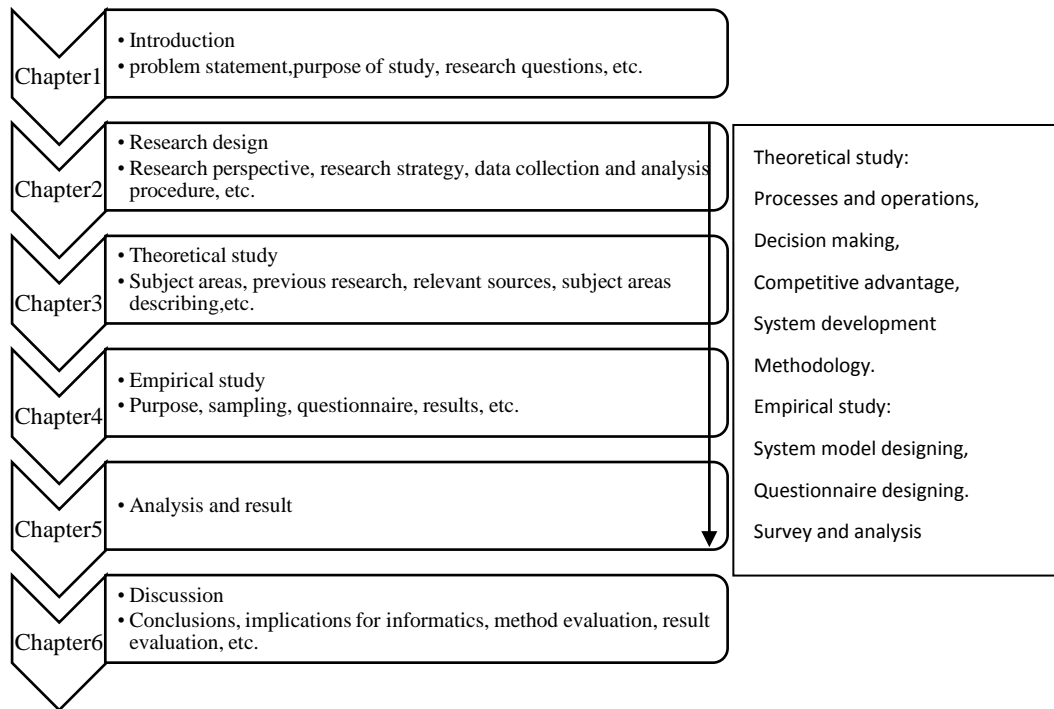 Chapter1
• Introduction
• problem statement,purpose of study, research questions, etc.
Chapter2
• Research design
• Research perspective, research strategy, data collection and analysis
procedure, etc.
Chapter3
• Theoretical study
• Subject areas, previous research, relevant sources, subject areas
describing,etc.
Chapter4
• Empirical study
• Purpose, sampling, questionnaire, results, etc.
Chapter5
• Analysis and result
Chapter6
• Discussion
• Conclusions, implications for informatics, method evaluation, result
evaluation, etc.
Theoretical study:
Processes and operations,
Decision making,
Competitive advantage,
System development
Methodology.
Empirical study:
System model designing,
Questionnaire designing.
Survey and analysis